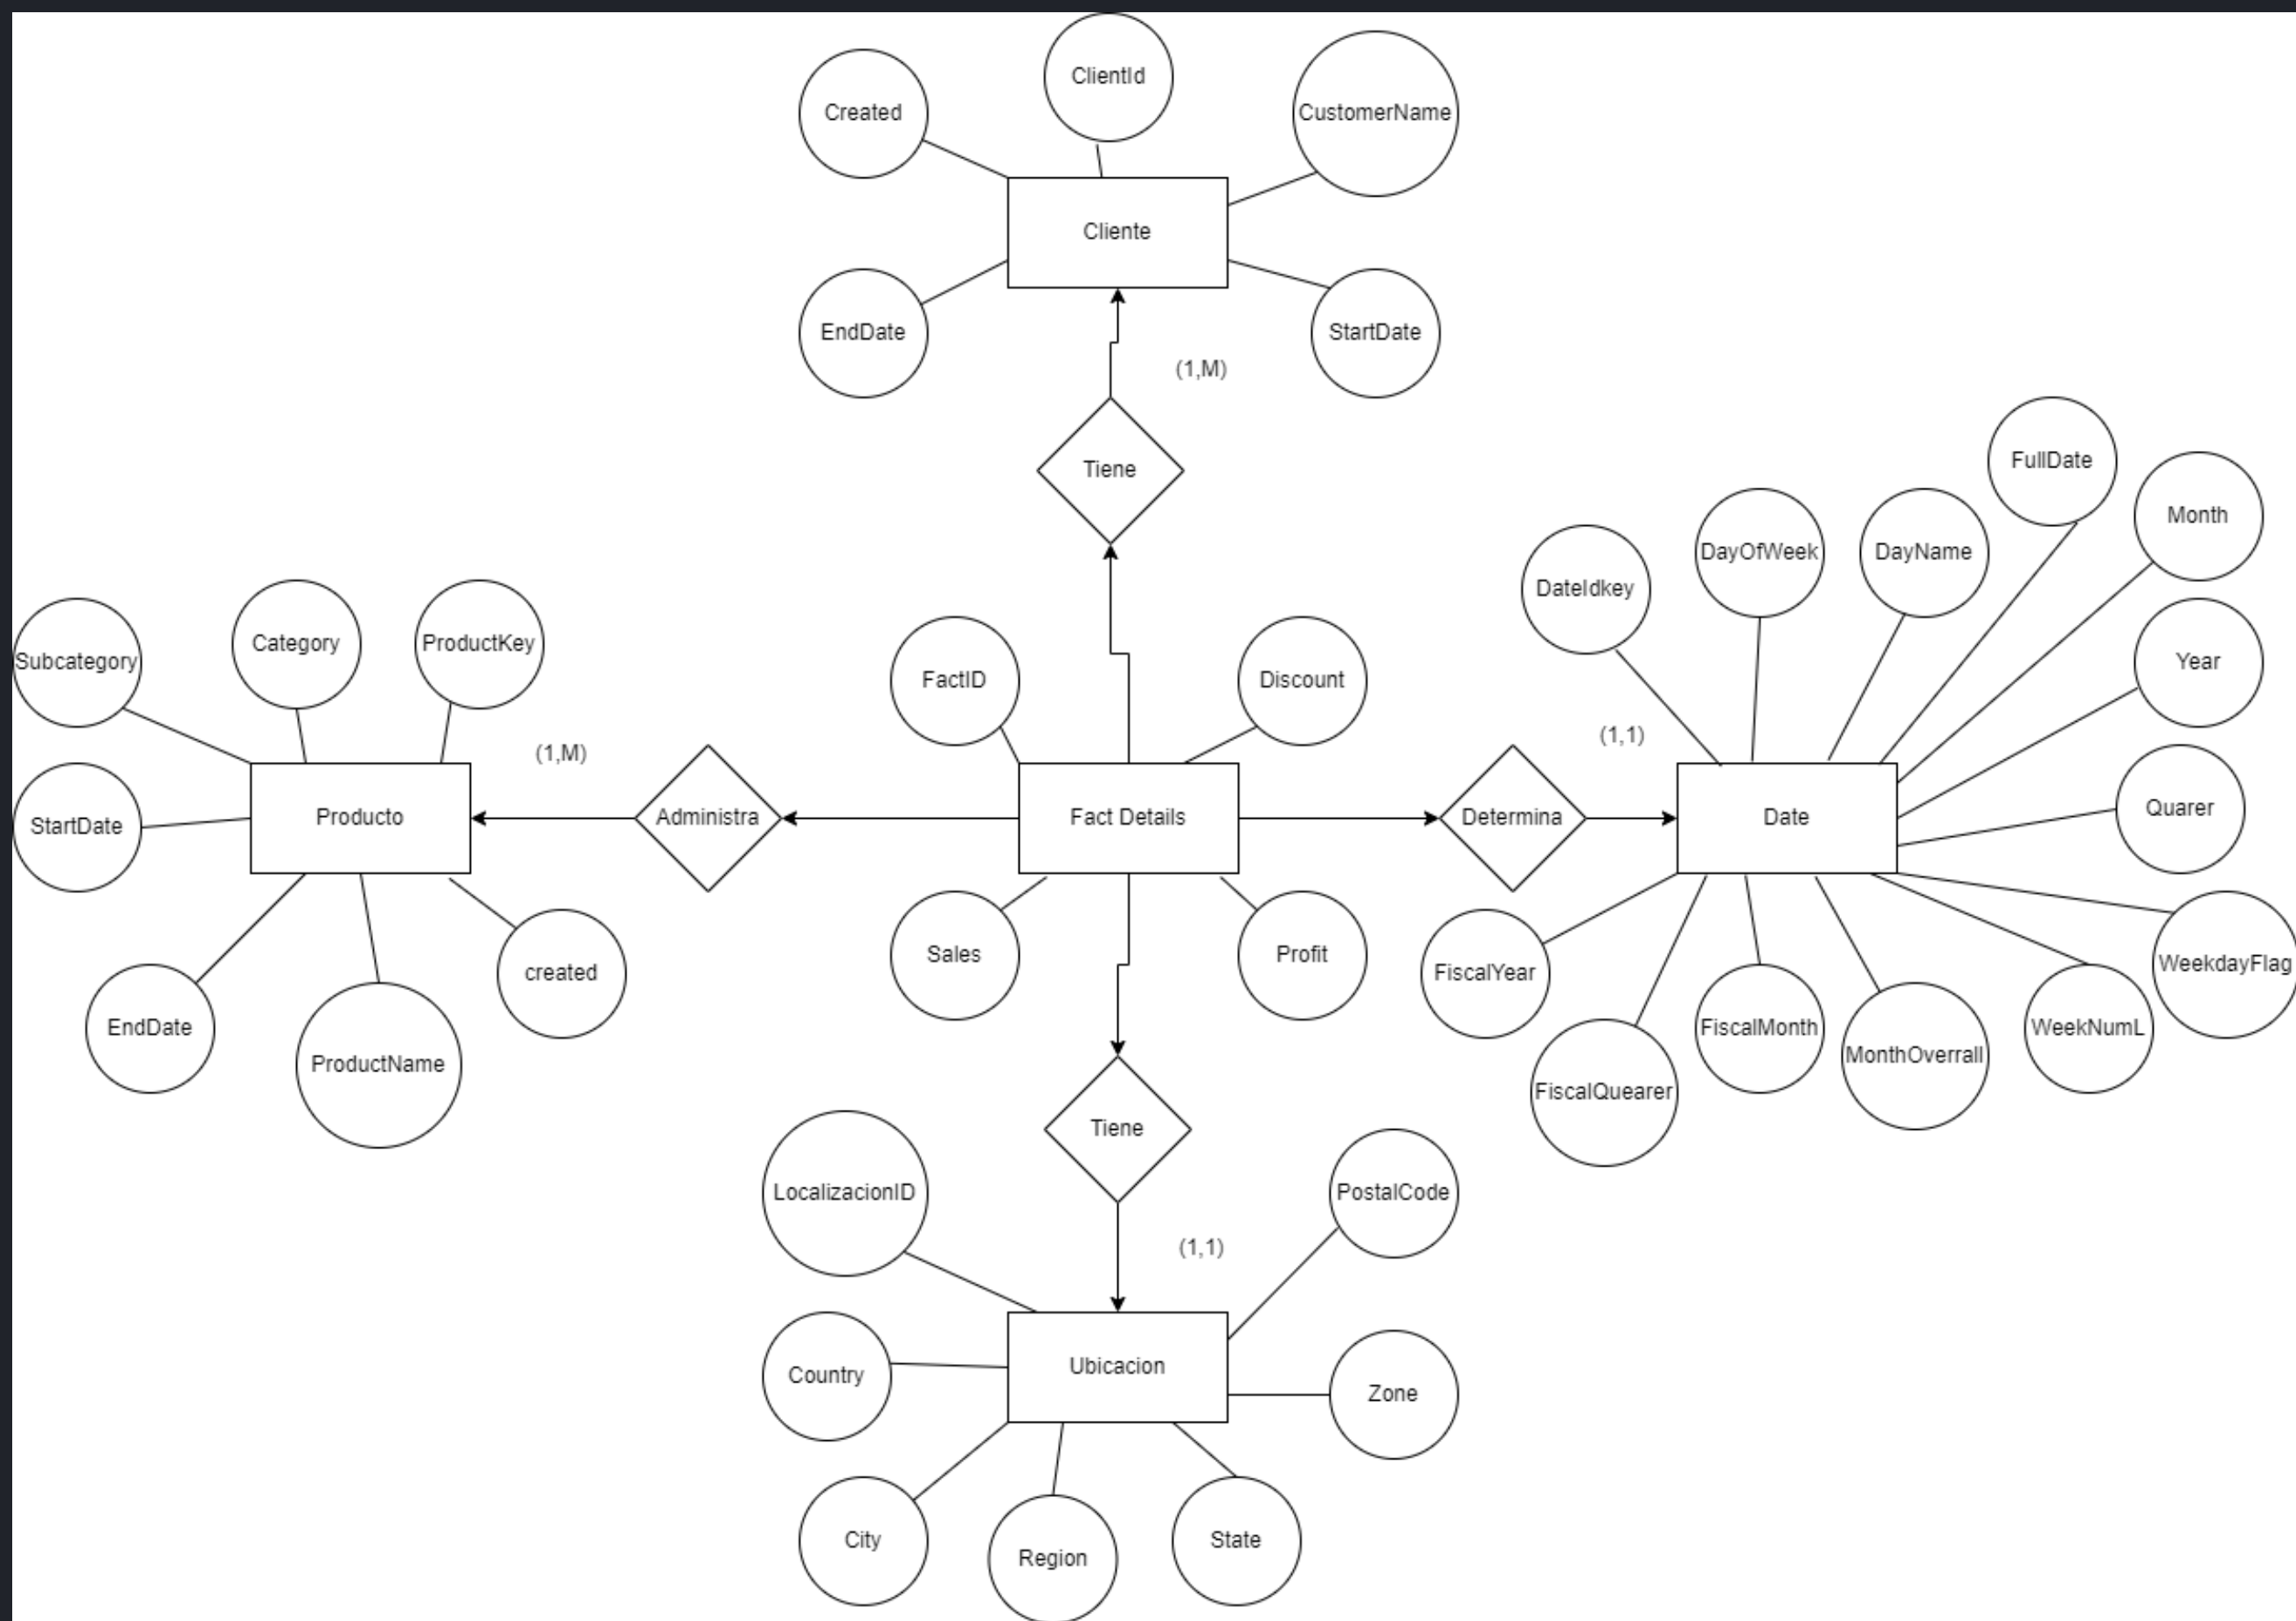 ClientId
Created
CustomerName
Cliente
EndDate
StartDate
(1,M)
Tiene
FullDate
Month
DateIdkey
DayOfWeek
DayName
Subcategory
Category
ProductKey
FactID
Discount
Year
(1,M)
(1,1)
StartDate
Producto
Administra
Fact Details
Determina
Date
Quarer
EndDate
ProductName
created
Sales
Profit
FiscalYear
FiscalQuearer
FiscalMonth
MonthOverrall
WeekNumL
WeekdayFlag
Tiene
LocalizacionID
PostalCode
(1,1)
Country
Ubicacion
Zone
City
Region
State